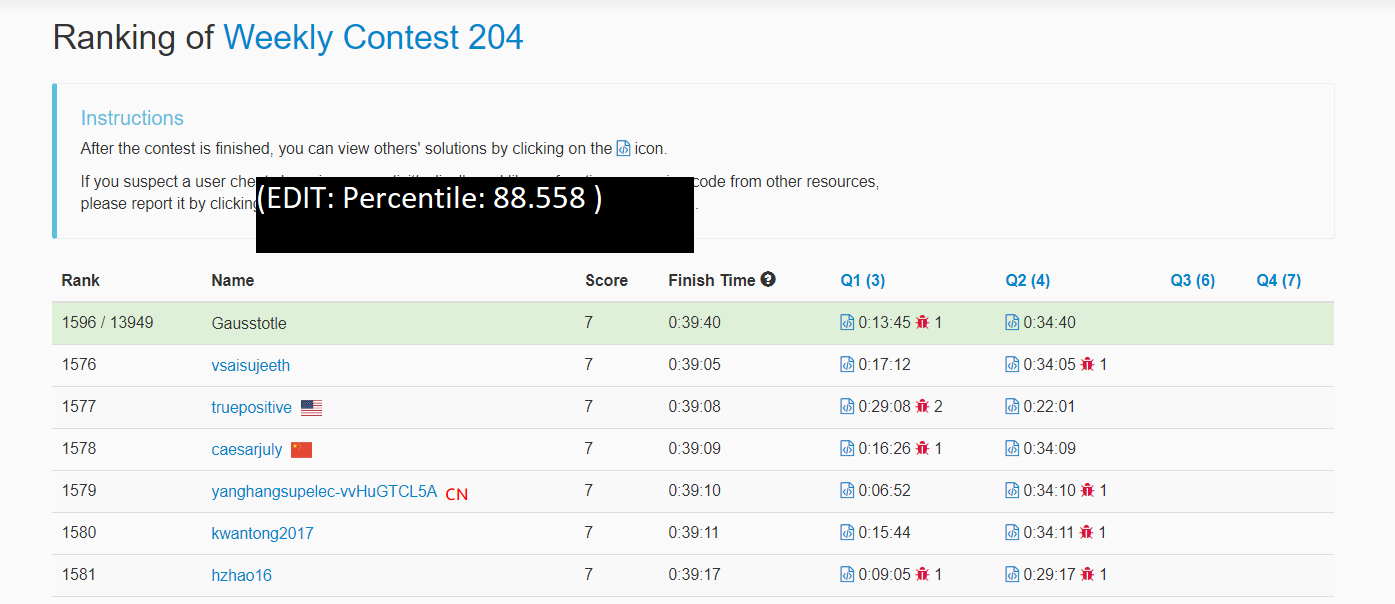 Ranking of Weekly Contest 204
Instructions
After the contest is finished, you can view others' solutions by clicking on the icon.
If you suspect a user code from other resources,
please report it by clicking
(EDIT: Percentile: 88.558 )
Rank Name Score Finish Time Q1 (3) Q2 (4) Q3 (6) Q4 (7)
1596 / 13949 Gausstotle 7 0:39:40 0:13:45 1 0:34:40
1576 vsaisujeeth 7 0:39:05 0:17:12 0:34:05 1
1577 truepositive 7 0:39:08 0:29:08 2 0:22:01
1578 caesarjuly 7 0:39:09 0:16:26 1 0:34:09
1579 yanghangsupelec-vvHuGTCL5A CN 7 0:39:10 0:06:52 0:34:10 1
1580 kwantong2017 7 0:39:11 0:15:44 0:34:11 1
1581 hzhao16 7 0:39:17 0:09:05 1 0:29:17 1